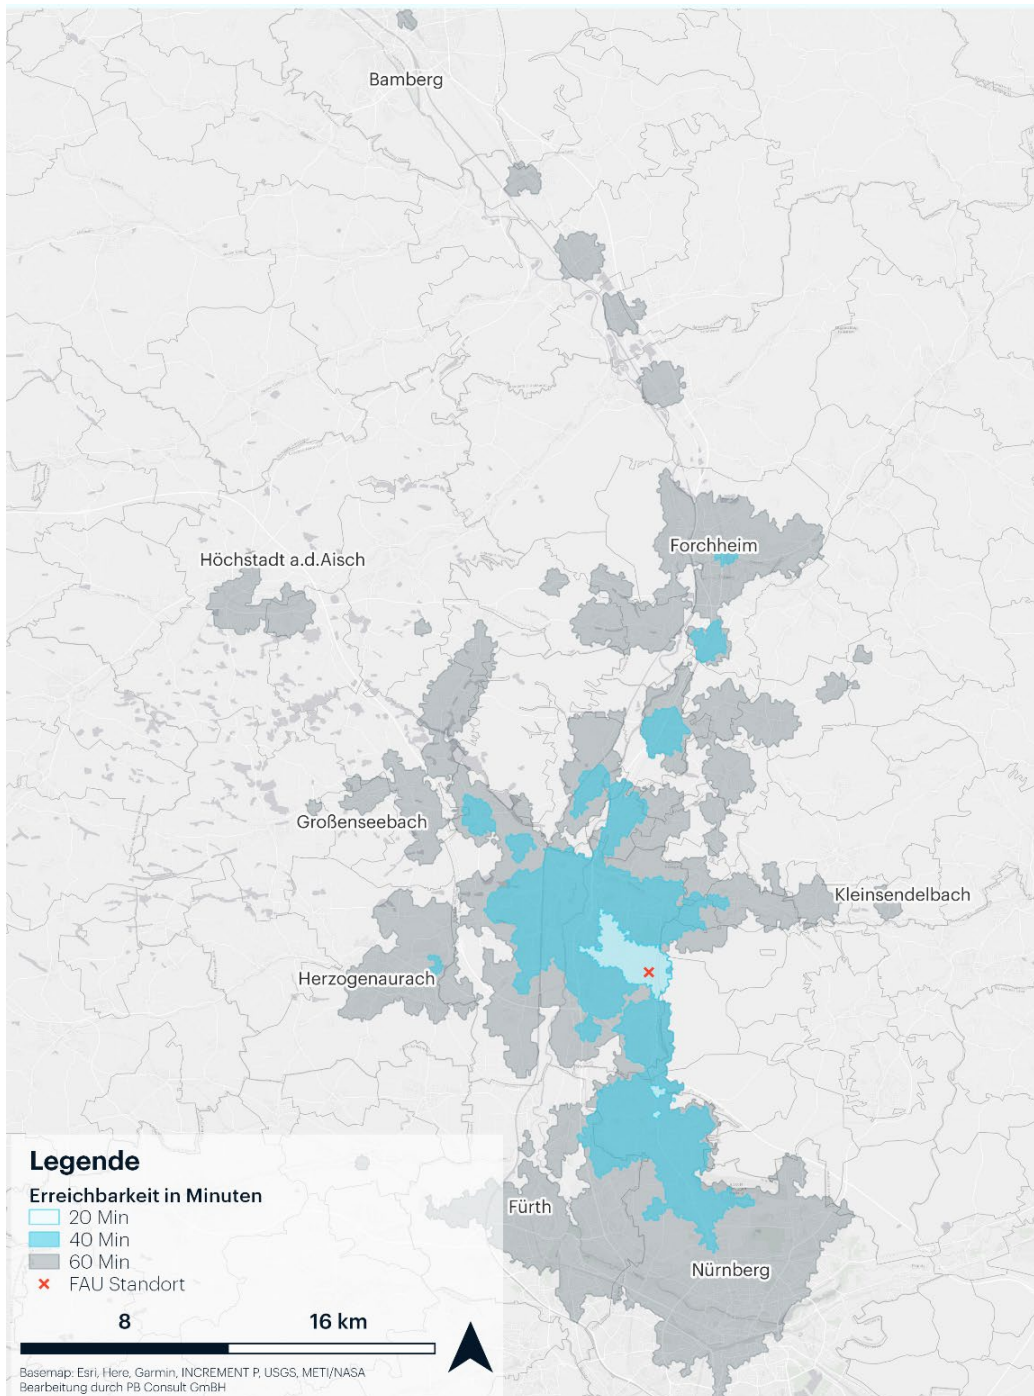 Bamberg
Forchheim
Höchstadt a.d.Aisch
Großenseebach
Kleinsendelbach
Herzogenaurach
Fürth
Nürnberg
Legende
Erreichbarkeit in Minuten
20 Min
40 Min
60 Min
FAU Standort
8 16 km
Basemap: Esri, Here, Garmin, INCREMENT P, USGS, METI/NASA
Bearbeitung durch PB Consult GmBH